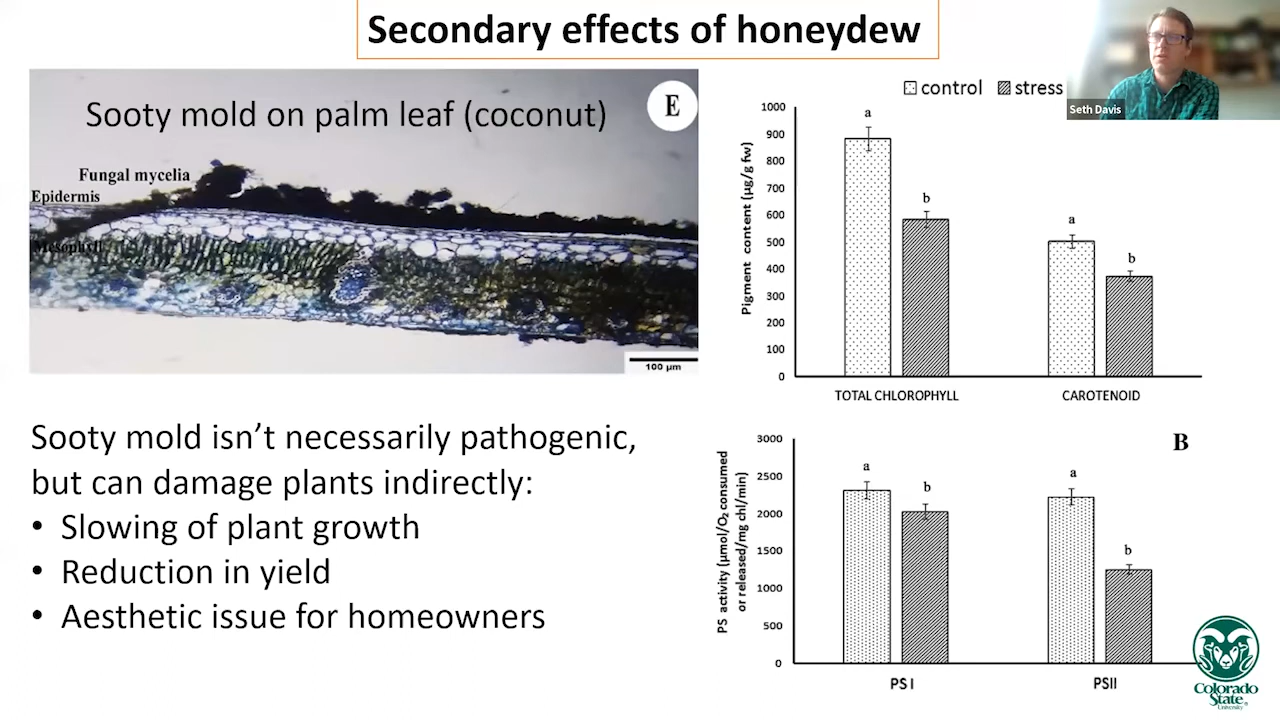 Secondary effects of honeydew
Seth Davis
Sooty mold on palm leaf (coconut)
E
Fungal mycelia
Epidermis
Mesophyll
100 µm
Sooty mold isn't necessarily pathogenic,
but can damage plants indirectly:
• Slowing of plant growth
• Reduction in yield
• Aesthetic issue for homeowners
control stress
Pigment content (µg/g fw)
1000
900
800
700
600
500
400
300
200
100
0
a
b
a
b
TOTAL CHLOROPHYLL CAROTENOID
B
PS activity (µmol/O₂ consumed
or released/mg chl/min)
3000
2500
2000
1500
1000
500
0
a
b
a
b
PS I PSII
Colorado
State
University